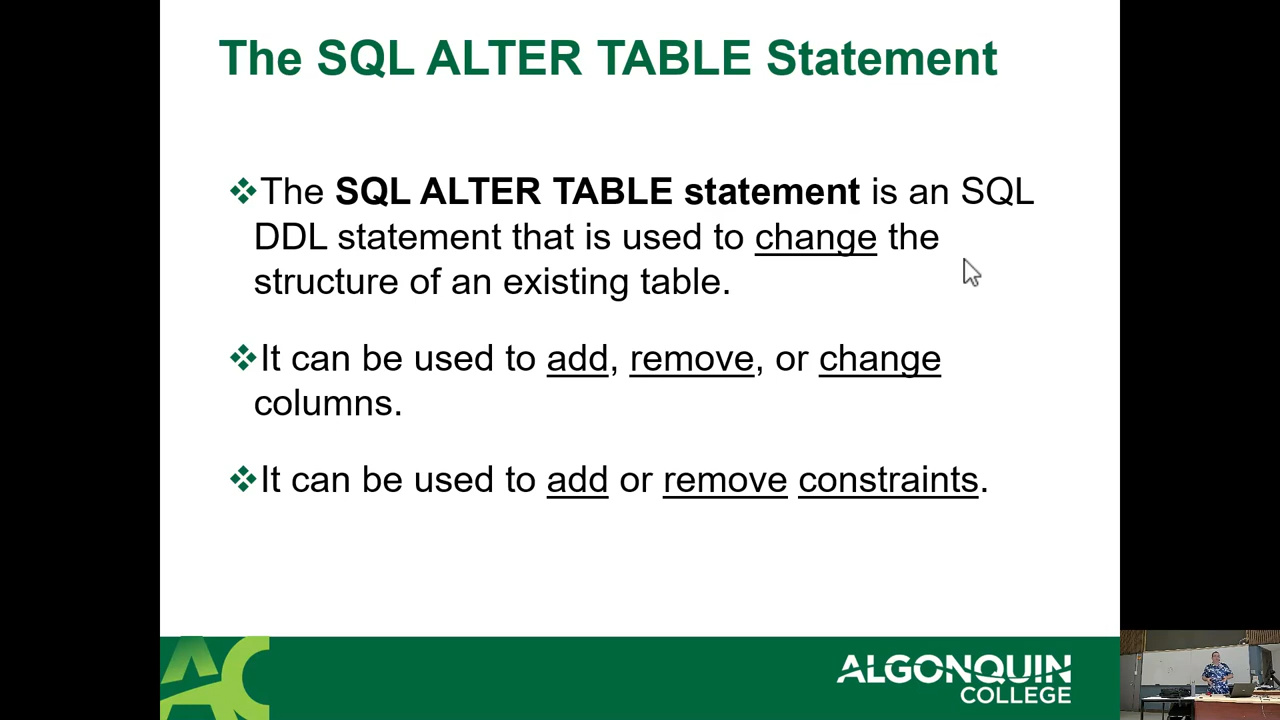 The SQL ALTER TABLE Statement
❖The SQL ALTER TABLE statement is an SQL
DDL statement that is used to change the
structure of an existing table.
❖It can be used to add, remove, or change
columns.
❖It can be used to add or remove constraints.
AC
ALGONQUIN
COLLEGE